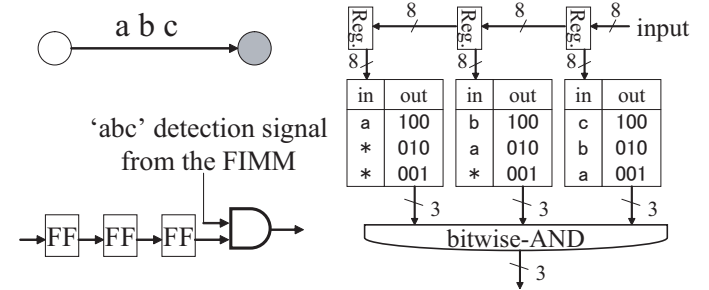 a b c
'abc' detection signal
from the FIMM
FF FF FF
Reg. 8 Reg. 8 Reg. 8 input
8 8 8
in out in out in out
a 100 b 100 c 100
* 010 a 010 b 010
* 001 * 001 a 001
3 3 3
bitwise-AND
3